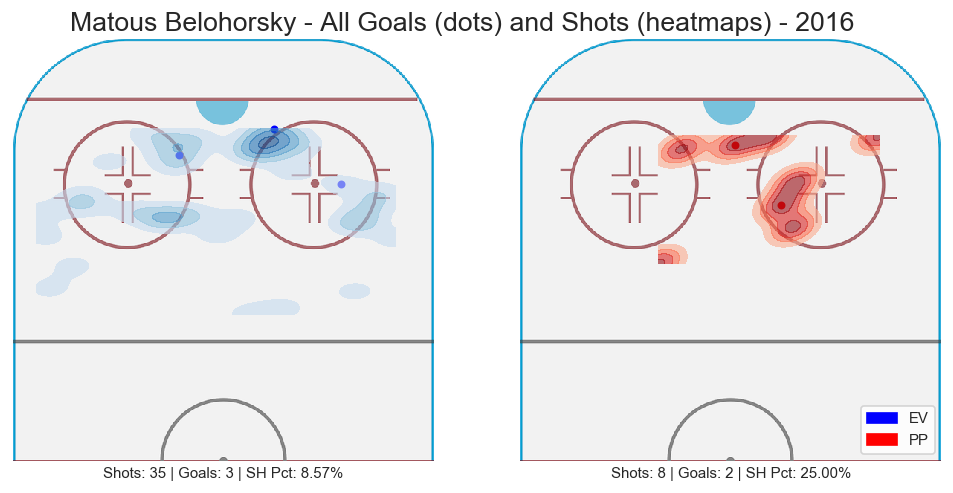 Matous Belohorsky - All Goals (dots) and Shots (heatmaps) - 2016
EV
PP
Shots: 35 | Goals: 3 | SH Pct: 8.57%
Shots: 8 | Goals: 2 | SH Pct: 25.00%